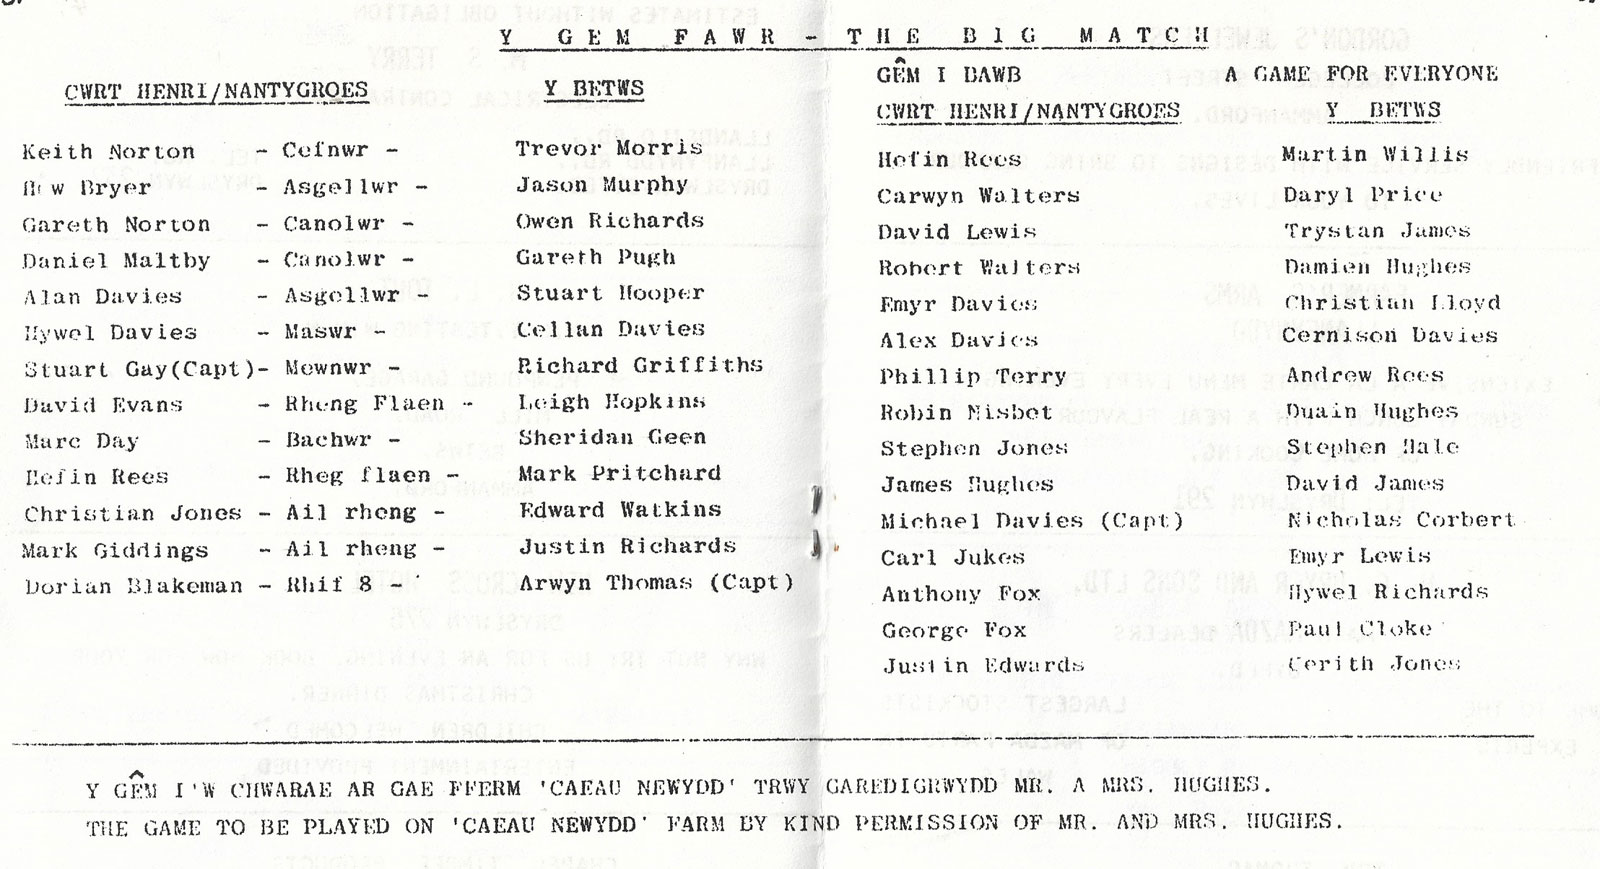 Y GEM FAWR - THE BIG MATCH
CWRT HENRI/NANTYGROES Y BETWS
Keith Norton - Cefnwr - Trevor Morris
Huw Bryer - Asgellwr - Jason Murphy
Gareth Norton - Canolwr - Owen Richards
Daniel Maltby - Canolwr - Gareth Pugh
Alan Davies - Asgellwr - Stuart Hooper
Hywel Davies - Maswr - Cellan Davies
Stuart Gay(Capt)- Mewnwr - Richard Griffiths
David Evans - Rheng Flaen - Leigh Hopkins
Marc Day - Bachwr - Sheridan Geen
Hefin Rees - Rheg flaen - Mark Pritchard
Christian Jones - Ail rheng - Edward Watkins
Mark Giddings - Ail rheng - Justin Richards
Dorian Blakeman - Rhif 8 - Arwyn Thomas (Capt)
GÊM I DAWB A GAME FOR EVERYONE
CWRT HENRI/NANTYGROES Y BETWS
Hefin Rees Martin Willis
Carwyn Walters Daryl Price
David Lewis Trystan James
Robert Walters Damien Hughes
Emyr Davies Christian Lloyd
Alex Davies Cernison Davies
Phillip Terry Andrew Rees
Robin Nisbet Duain Hughes
Stephen Jones Stephen Hale
James Hughes David James
Michael Davies (Capt) Nicholas Corbert
Carl Jukes Emyr Lewis
Anthony Fox Hywel Richards
George Fox Paul Cloke
Justin Edwards Cerith Jones
Y GÊM I'W CHWARAE AR GAE FFERM 'CAEAU NEWYDD' TRWY GAREDIGRWYDD MR. A MRS. HUGHES.
THE GAME TO BE PLAYED ON 'CAEAU NEWYDD' FARM BY KIND PERMISSION OF MR. AND MRS. HUGHES.